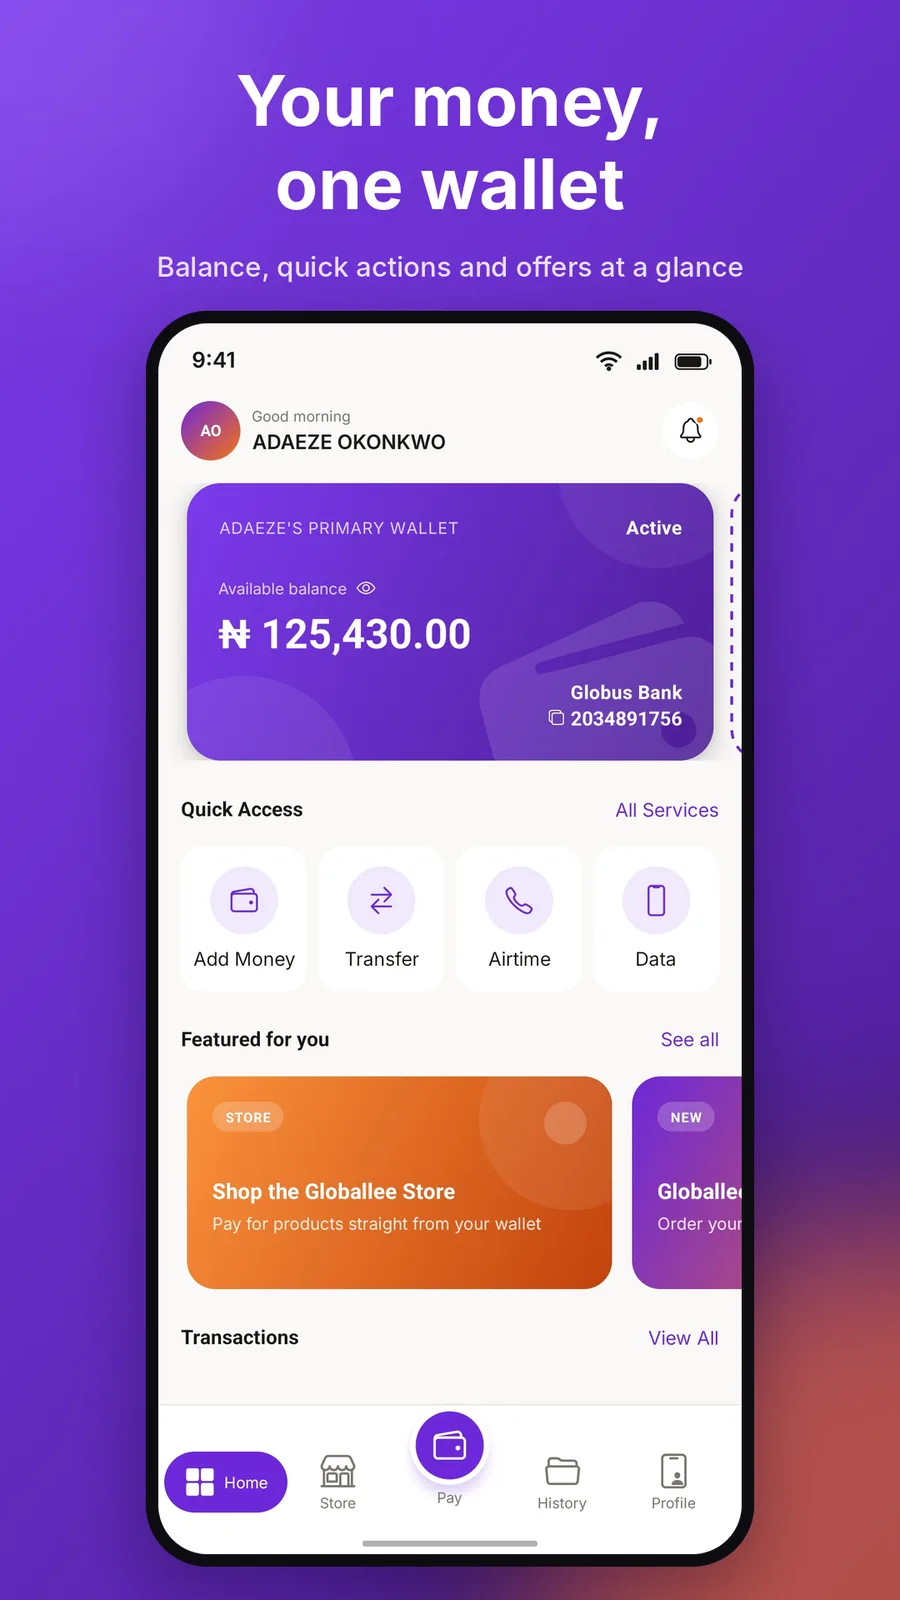 Your money,
one wallet
Balance, quick actions and offers at a glance
9:41
AO
Good morning
ADAEZE OKONKWO
ADAEZE'S PRIMARY WALLET
Active
Available balance
₦ 125,430.00
Globus Bank
2034891756
Quick Access
All Services
Add Money
Transfer
Airtime
Data
Featured for you
See all
STORE
Shop the Globallee Store
Pay for products straight from your wallet
NEW
Globallee
Order your
Transactions
View All
Home
Store
Pay
History
Profile